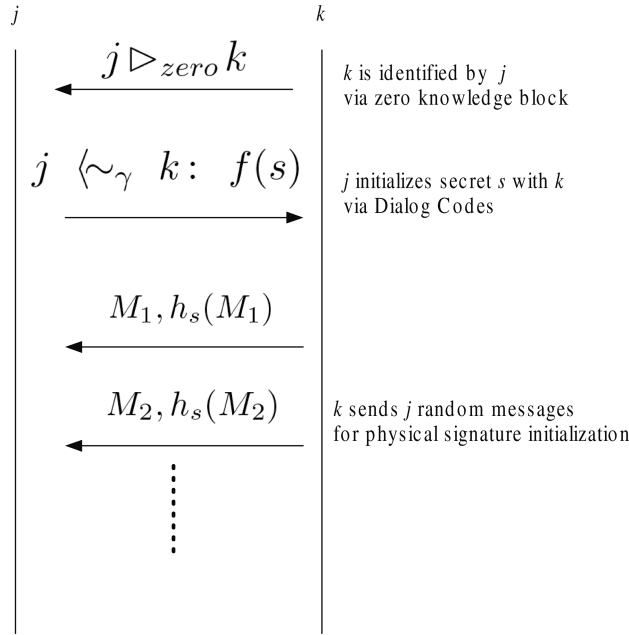 j k
j ▷zero k
k is identified by j
via zero knowledge block
j ⟨∼γ k : f(s)
j initializes secret s with k
via Dialog Codes
M1, hs(M1)
M2, hs(M2)
k sends j random messages
for physical signature initialization